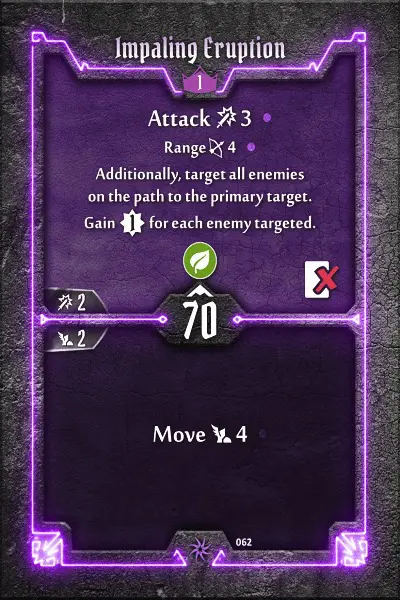 Impaling Eruption
1
Attack 3
Range 4
Additionally, target all enemies
on the path to the primary target.
Gain 1 for each enemy targeted.
2
70
2
Move 4
062